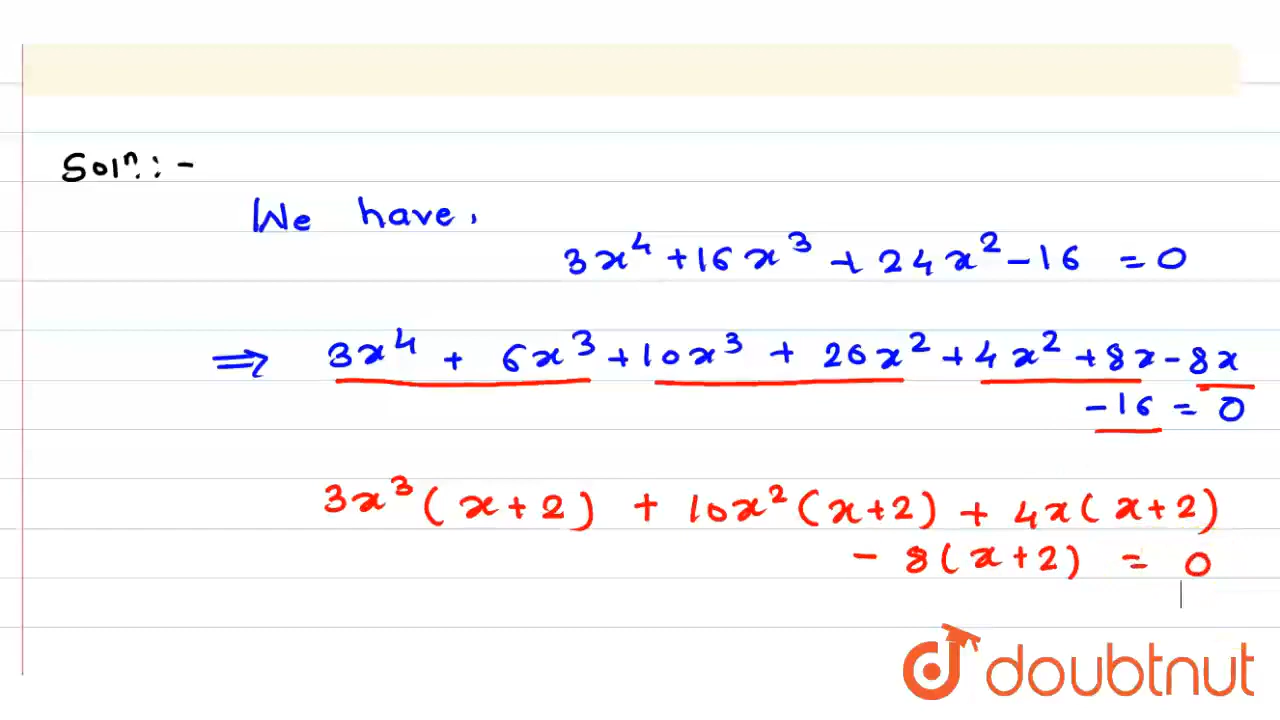 Solⁿ. :-
We have,
3x⁴ + 16x³ + 24x² - 16 = 0
⇒ 3x⁴ + 6x³ + 10x³ + 20x² + 4x² + 8x - 8x
- 16 = 0
3x³ (x + 2) + 10x² (x + 2) + 4x (x + 2)
- 8 (x + 2) = 0
doubtnut